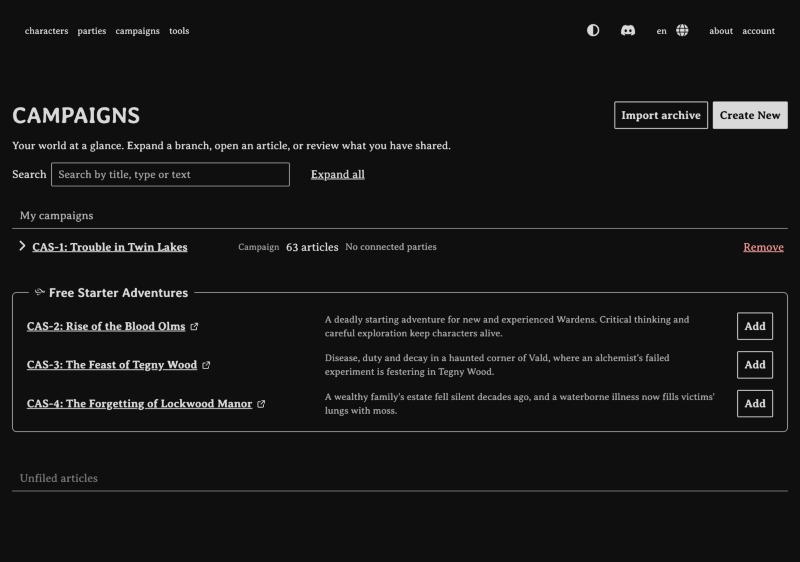 characters parties campaigns tools en about account
CAMPAIGNS Import archive Create New
Your world at a glance. Expand a branch, open an article, or review what you have shared.
Search Search by title, type or text Expand all
My campaigns
CAS-1: Trouble in Twin Lakes Campaign 63 articles No connected parties Remove
Free Starter Adventures
CAS-2: Rise of the Blood Olms
A deadly starting adventure for new and experienced Wardens. Critical thinking and
careful exploration keep characters alive.
Add
CAS-3: The Feast of Tegny Wood
Disease, duty and decay in a haunted corner of Vald, where an alchemist's failed
experiment is festering in Tegny Wood.
Add
CAS-4: The Forgetting of Lockwood Manor
A wealthy family's estate fell silent decades ago, and a waterborne illness now fills victims'
lungs with moss.
Add
Unfiled articles